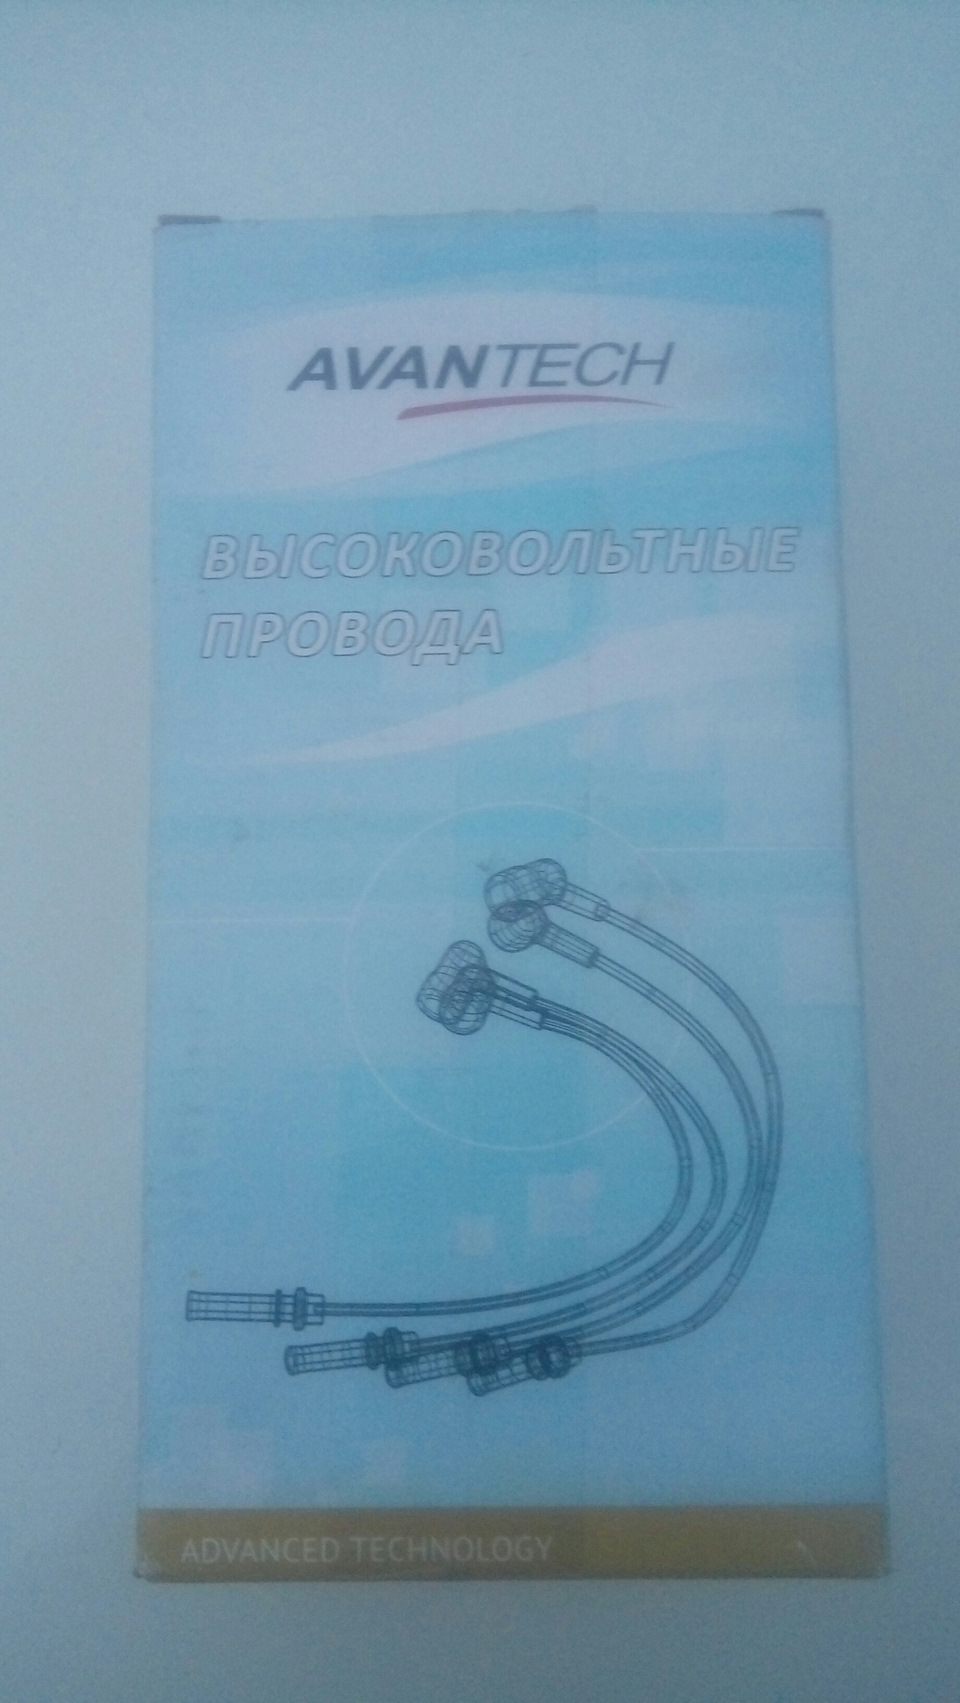 AVANTECH
ВЫСОКОВОЛЬТНЫЕ
ПРОВОДА
ADVANCED TECHNOLOGY